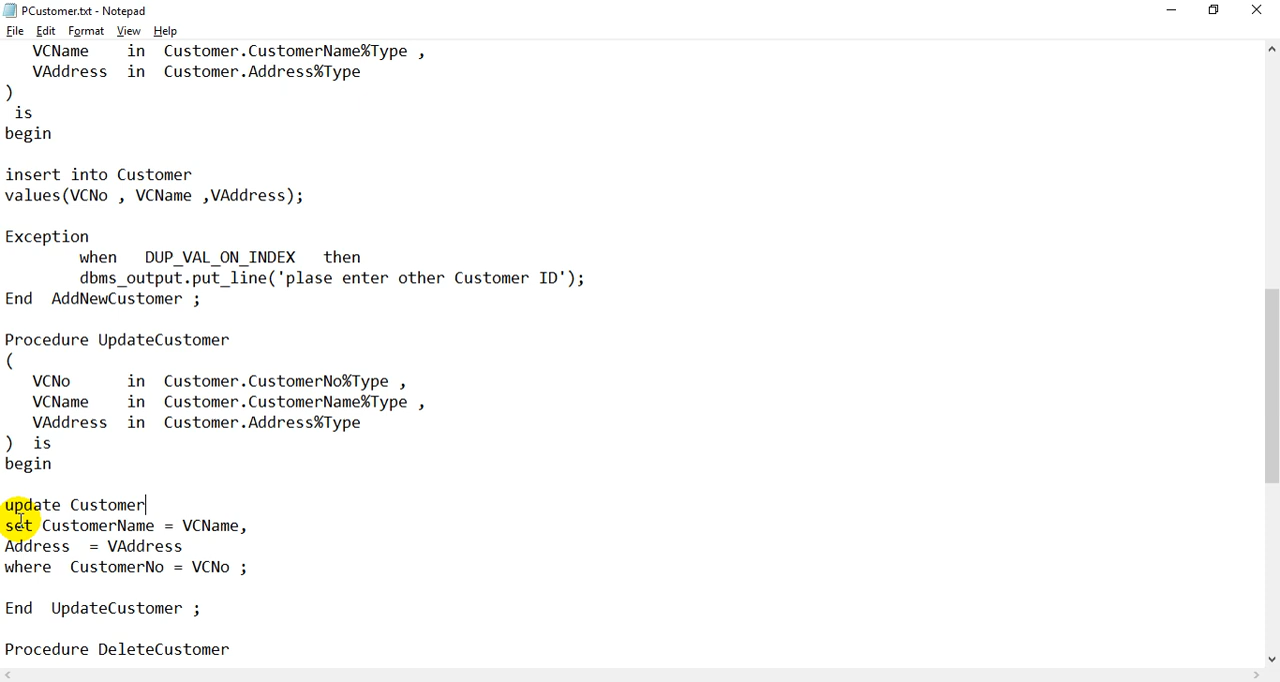 PCustomer.txt - Notepad
File Edit Format View Help
VCName in Customer.CustomerName%Type ,
VAddress in Customer.Address%Type
)
is
begin
insert into Customer
values(VCNo , VCName ,VAddress);
Exception
when DUP_VAL_ON_INDEX then
dbms_output.put_line('plase enter other Customer ID');
End AddNewCustomer ;
Procedure UpdateCustomer
(
VCNo in Customer.CustomerNo%Type ,
VCName in Customer.CustomerName%Type ,
VAddress in Customer.Address%Type
) is
begin
update Customer
set CustomerName = VCName,
Address = VAddress
where CustomerNo = VCNo ;
End UpdateCustomer ;
Procedure DeleteCustomer